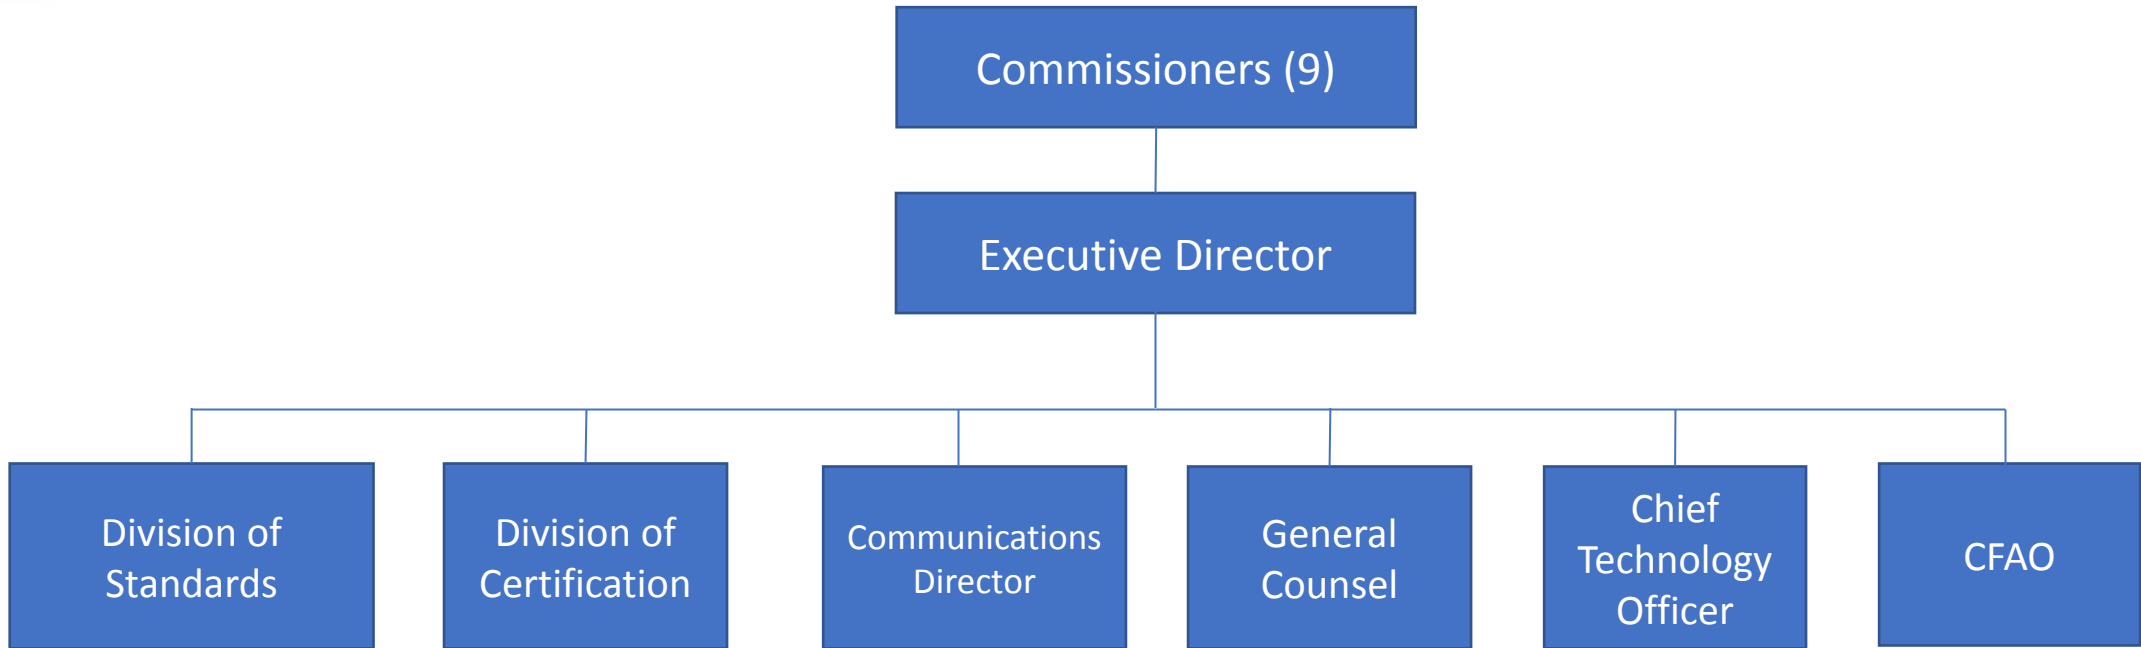 Commissioners (9)
Executive Director
Division of
Standards
Division of
Certification
Communications
Director
General
Counsel
Chief
Technology
Officer
CFAO